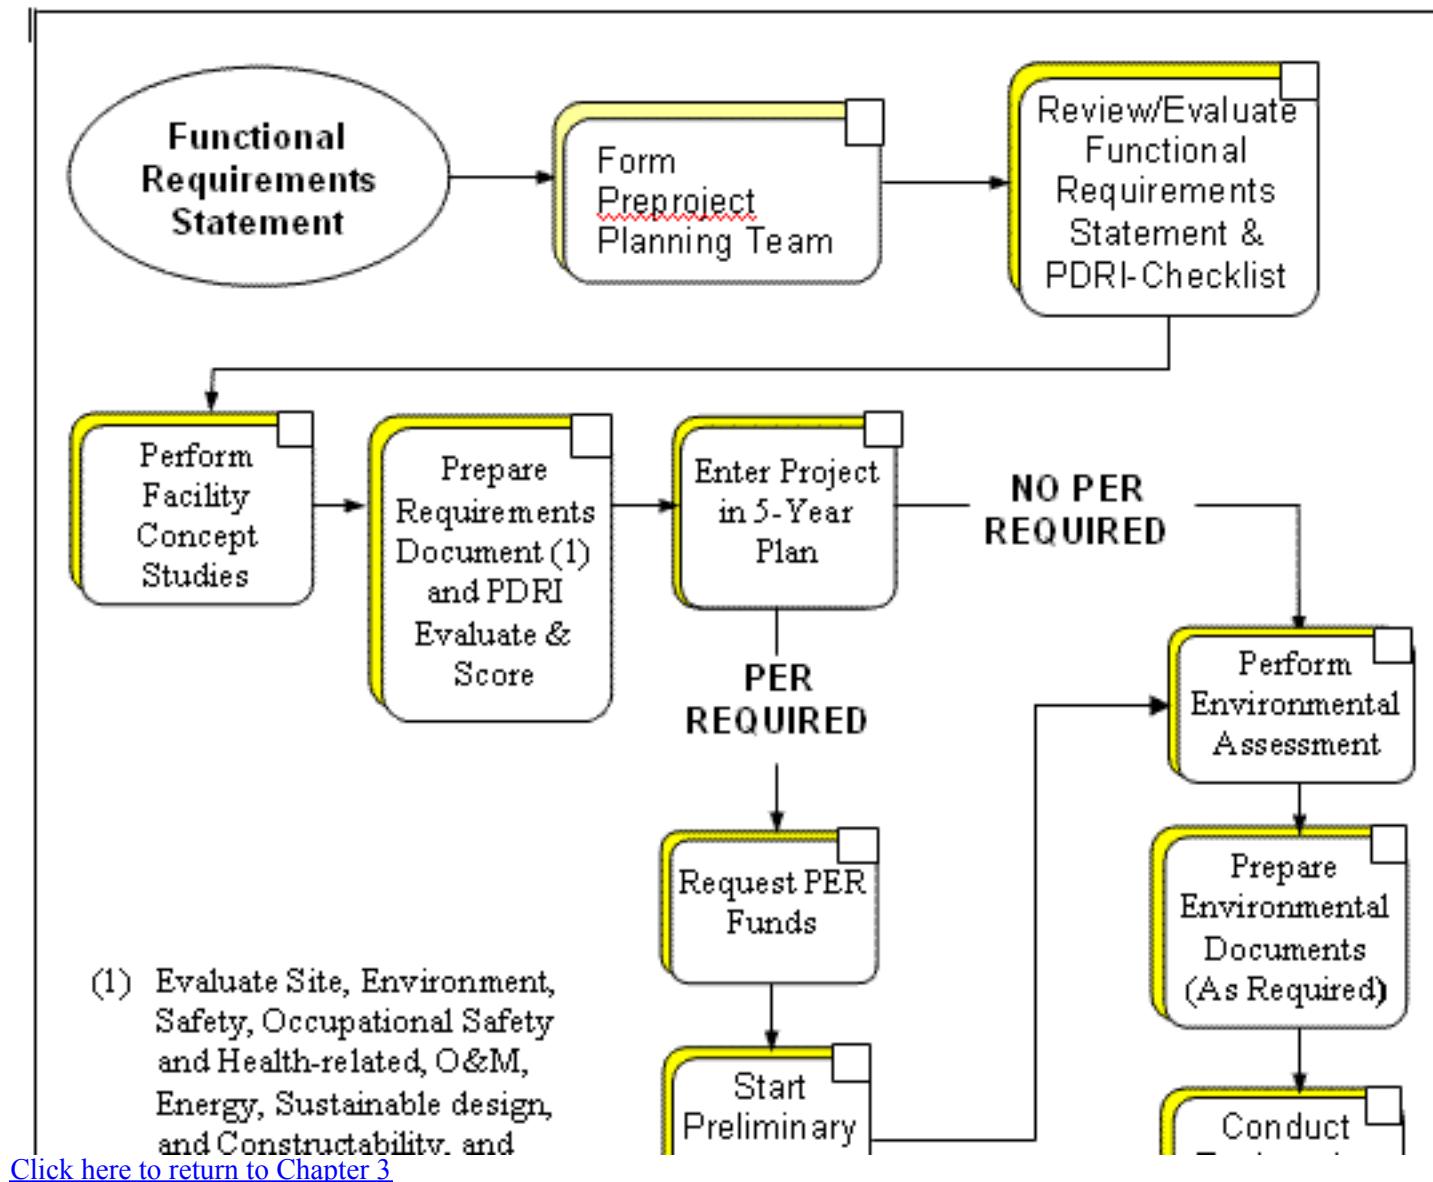 Functional
Requirements
Statement
Form
Preproject
Planning Team
Review/Evaluate
Functional
Requirements
Statement &
PDRI-Checklist
Perform
Facility
Concept
Studies
Prepare
Requirements
Document (1)
and PDRI
Evaluate &
Score
Enter Project
in 5-Year
Plan
NO PER
REQUIRED
PER
REQUIRED
Perform
Environmental
Assessment
Request PER
Funds
Prepare
Environmental
Documents
(As Required)
(1) Evaluate Site, Environment,
Safety, Occupational Safety
and Health-related, O&M,
Energy, Sustainable design,
and Constructability, and
Start
Preliminary
Conduct
Click here to return to Chapter 3